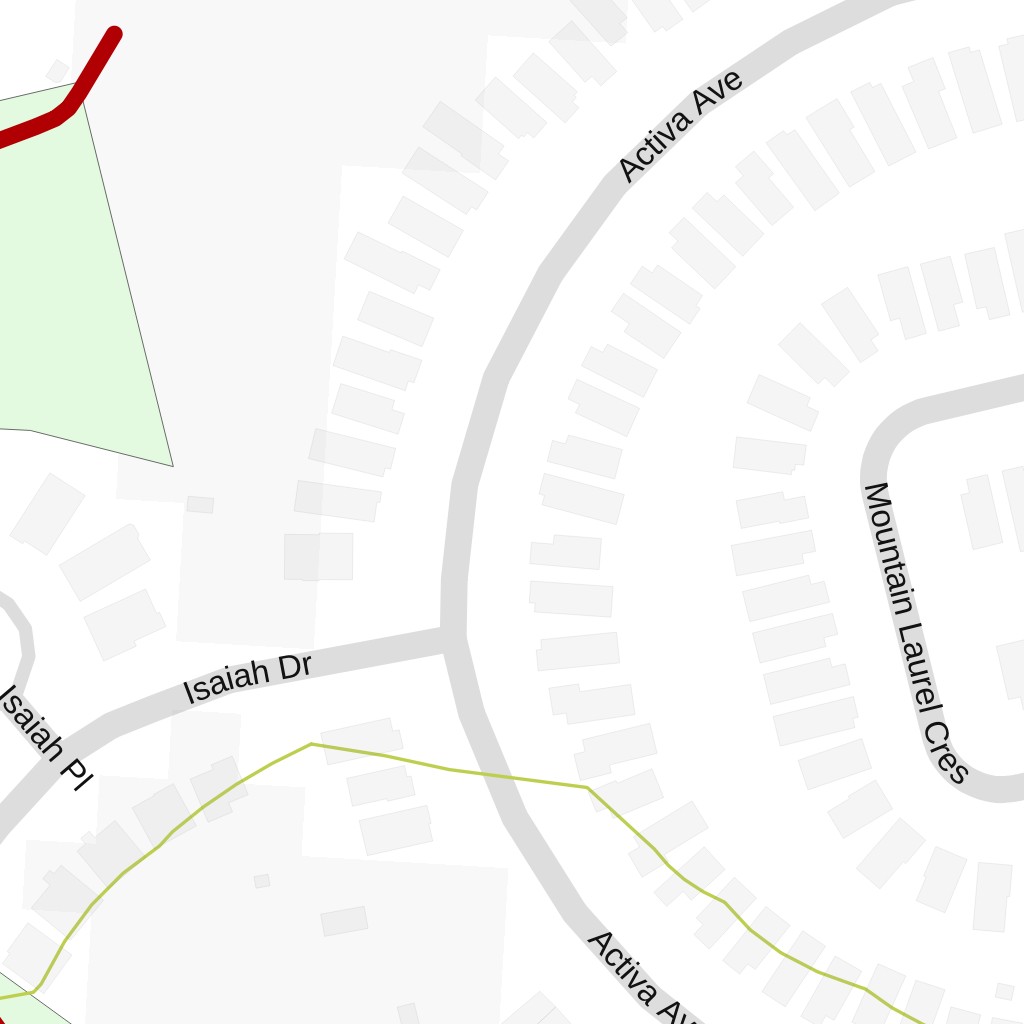 Activa Ave
Mountain Laurel Cres
Isaiah Dr
Isaiah Pl
Activa Av